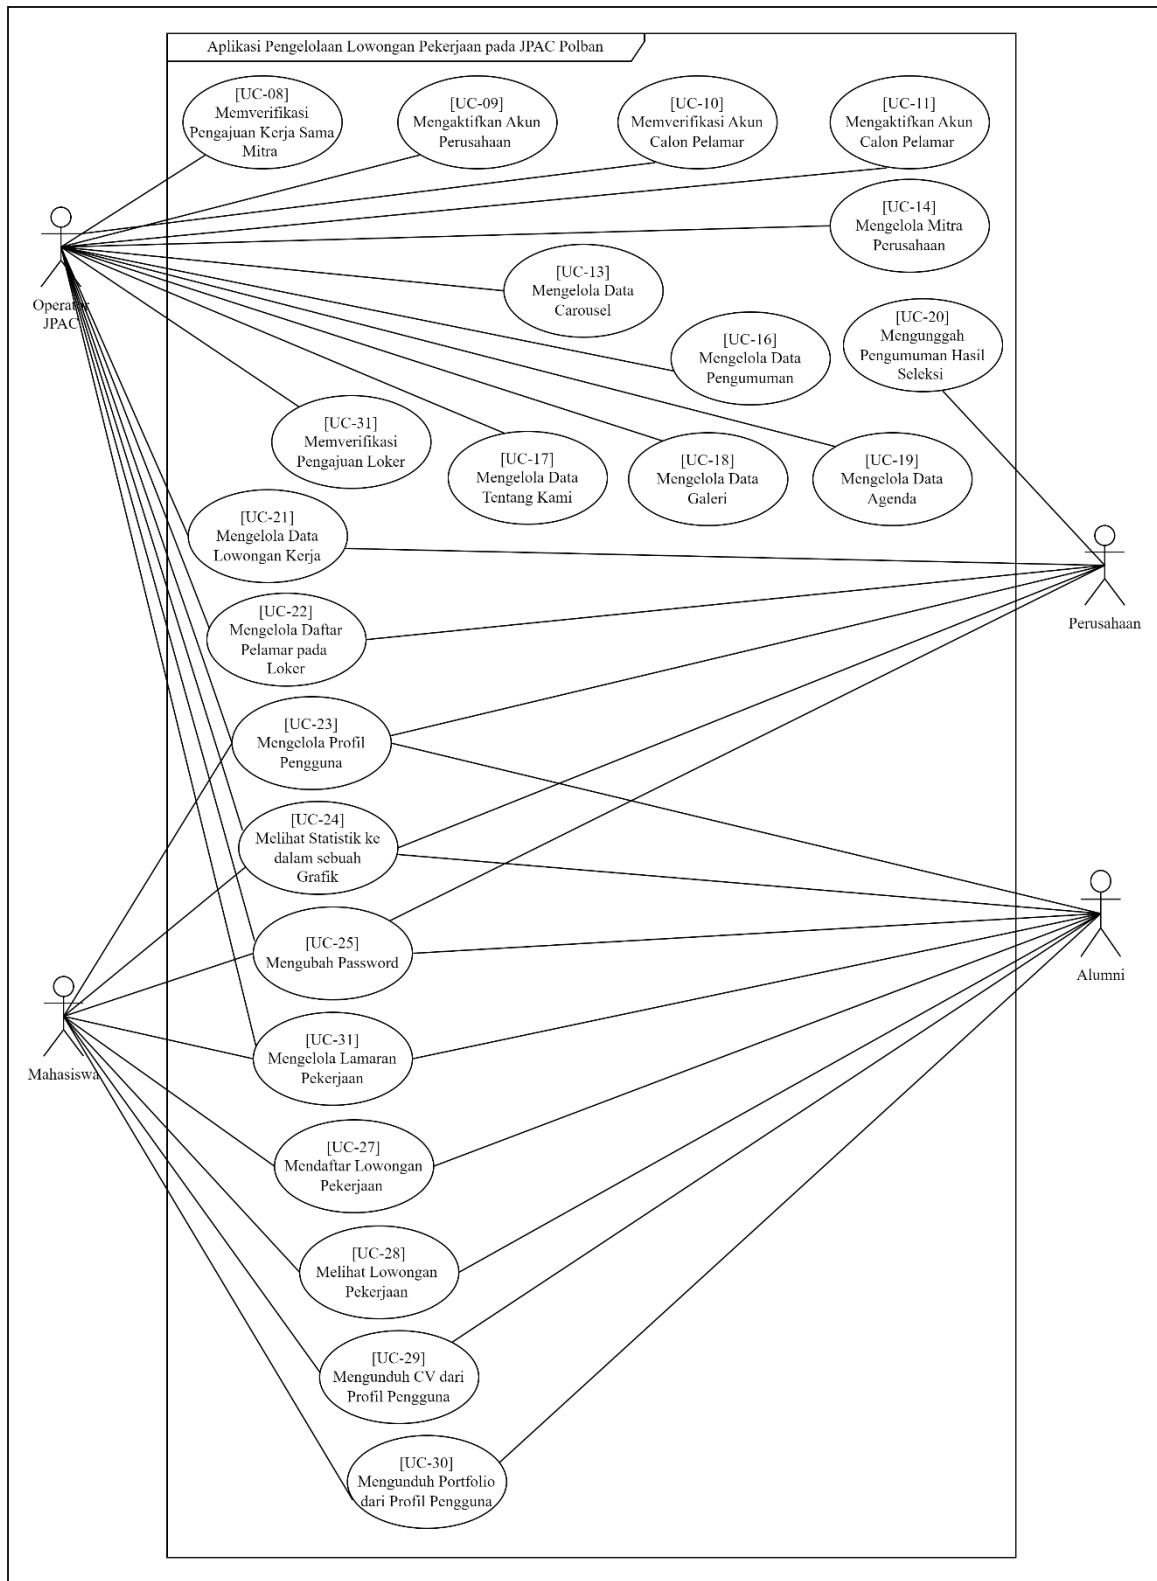 Aplikasi Pengelolaan Lowongan Pekerjaan pada JPAC Polban
[UC-08]
Memverifikasi
Pengajuan Kerja Sama
Mitra
[UC-09]
Mengaktifkan Akun
Perusahaan
[UC-10]
Memverifikasi Akun
Calon Pelamar
[UC-11]
Mengaktifkan Akun
Calon Pelamar
[UC-14]
Mengelola Mitra
Perusahaan
Operator
JPAC
[UC-13]
Mengelola Data
Carousel
[UC-16]
Mengelola Data
Pengumuman
[UC-20]
Mengunggah
Pengumuman Hasil
Seleksi
[UC-31]
Memverifikasi
Pengajuan Loker
[UC-17]
Mengelola Data
Tentang Kami
[UC-18]
Mengelola Data
Galeri
[UC-19]
Mengelola Data
Agenda
[UC-21]
Mengelola Data
Lowongan Kerja
Perusahaan
[UC-22]
Mengelola Daftar
Pelamar pada
Loker
[UC-23]
Mengelola Profil
Pengguna
[UC-24]
Melihat Statistik ke
dalam sebuah
Grafik
[UC-25]
Mengubah Password
Alumni
[UC-31]
Mengelola Lamaran
Pekerjaan
Mahasiswa
[UC-27]
Mendaftar Lowongan
Pekerjaan
[UC-28]
Melihat Lowongan
Pekerjaan
[UC-29]
Mengunduh CV dari
Profil Pengguna
[UC-30]
Mengunduh Portfolio
dari Profil Pengguna